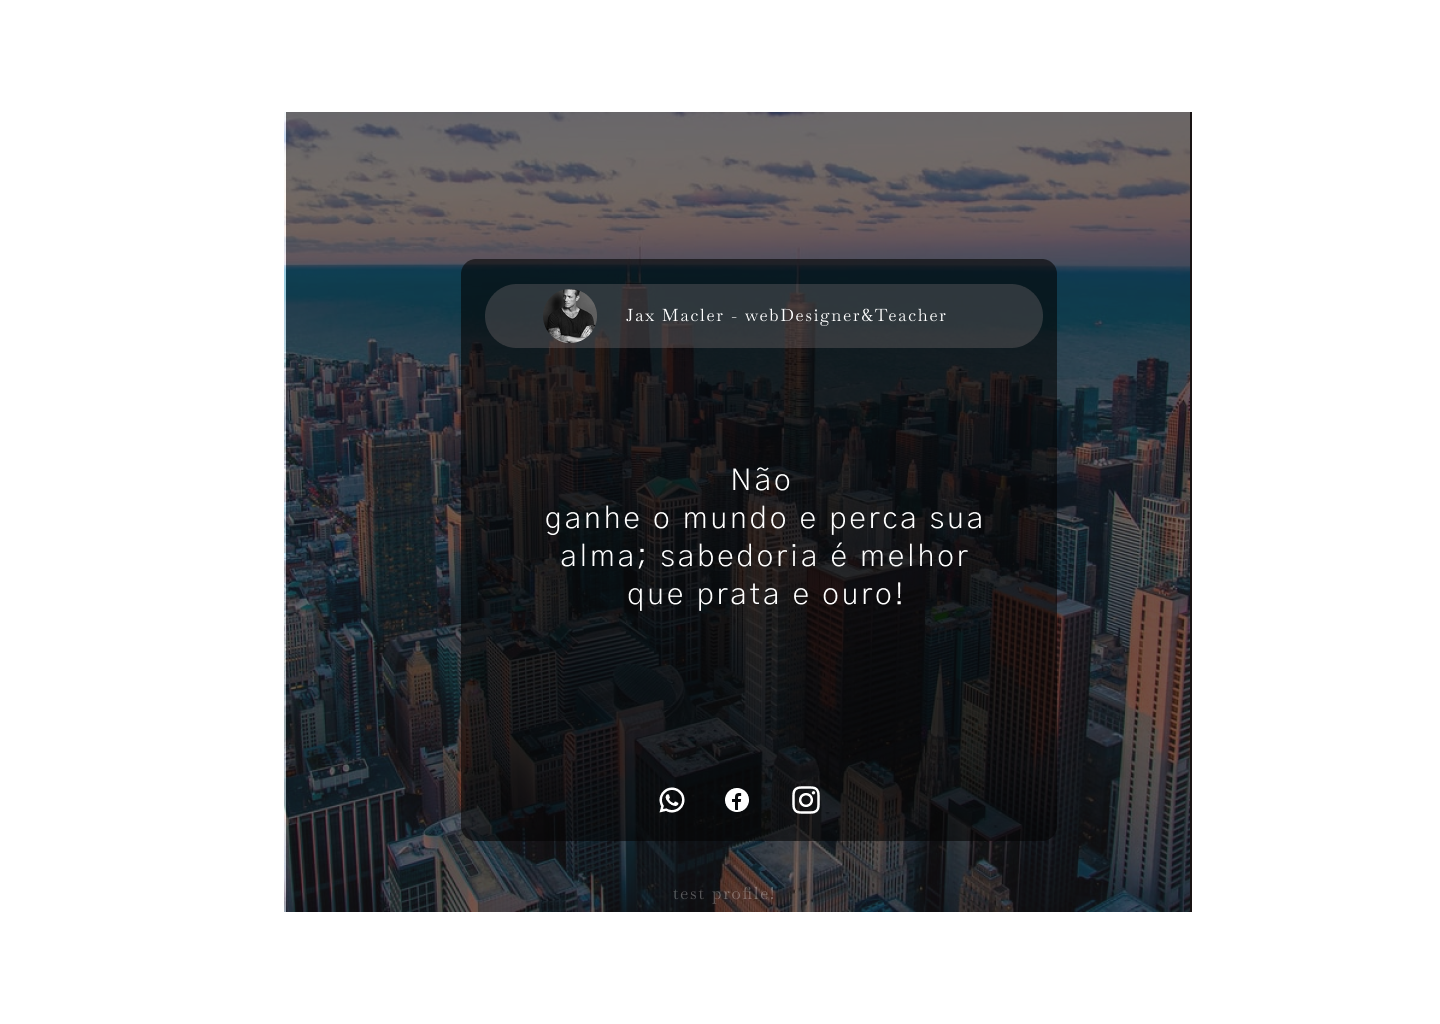 Jax Macler - webDesigner&Teacher
Não
ganhe o mundo e perca sua
alma; sabedoria é melhor
que prata e ouro!
test profile!